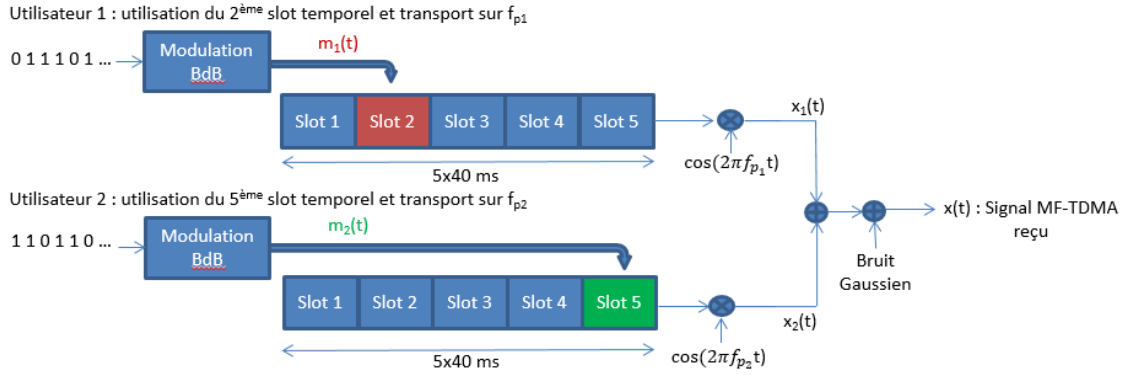 Utilisateur 1 : utilisation du 2ème slot temporel et transport sur fp1
0 1 1 1 1 0 1 ...
Modulation
BdB
m1(t)
Slot 1 Slot 2 Slot 3 Slot 4 Slot 5
x1(t)
cos(2πfp1t)
5x40 ms
Utilisateur 2 : utilisation du 5ème slot temporel et transport sur fp2
1 1 0 1 1 0 ...
Modulation
BdB
m2(t)
x(t) : Signal MF-TDMA
reçu
Bruit
Gaussien
Slot 1 Slot 2 Slot 3 Slot 4 Slot 5
x2(t)
cos(2πfp2t)
5x40 ms